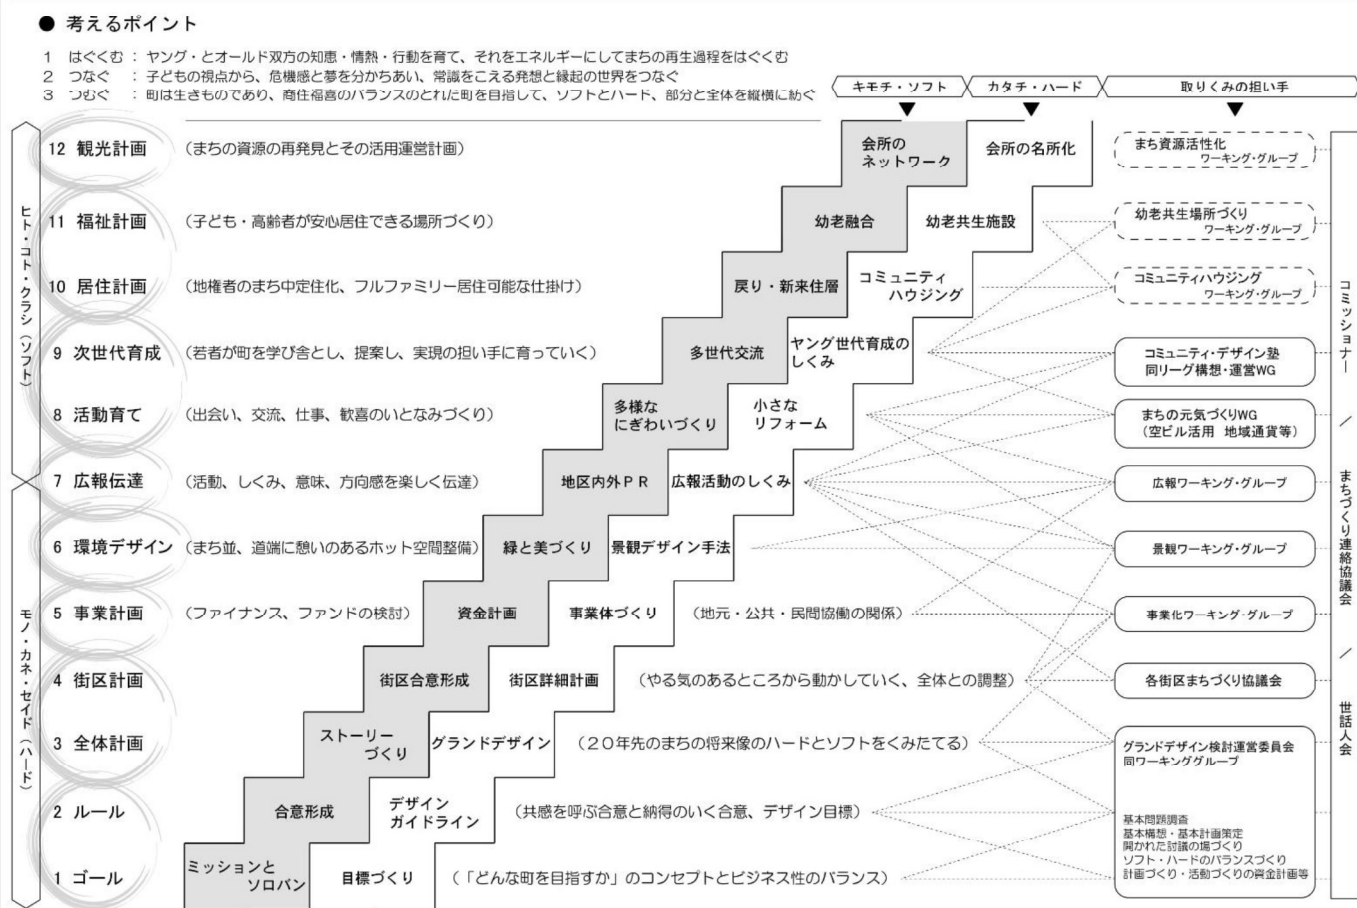 ● 考えるポイント
1 はぐくむ : ヤング・とオールド双方の知恵・情熱・行動を育て、それをエネルギーにしてまちの再生過程をはぐくむ
2 つなぐ : 子どもの視点から、危機感と夢を分かちあい、常識をこえる発想と縁起の世界をつなぐ
3 つむぐ : 町は生きものであり、商住福喜のバランスのとれた町を目指して、ソフトとハード、部分と全体を縦横に紡ぐ
キモチ・ソフト
カタチ・ハード
取りくみの担い手
ヒト・コト・クラシ(ソフト)
モノ・カネ・セイド(ハード)
12 観光計画 (まちの資源の再発見とその活用運営計画)
会所の
ネットワーク
会所の名所化
まち資源活性化
ワーキング・グループ
11 福祉計画 (子ども・高齢者が安心居住できる場所づくり)
幼老融合
幼老共生施設
幼老共生場所づくり
ワーキング・グループ
10 居住計画 (地権者のまち中定住化、フルファミリー居住可能な仕掛け)
戻り・新来住層
コミュニティ
ハウジング
コミュニティハウジング
ワーキング・グループ
9 次世代育成 (若者が町を学び舎とし、提案し、実現の担い手に育っていく)
多世代交流
ヤング世代育成の
しくみ
コミュニティ・デザイン塾
同リーグ構想・運営WG
8 活動育て (出会い、交流、仕事、歓喜のいとなみづくり)
多様な
にぎわいづくり
小さな
リフォーム
まちの元気づくりWG
(空ビル活用 地域通貨等)
7 広報伝達 (活動、しくみ、意味、方向感を楽しく伝達)
地区内外PR
広報活動のしくみ
広報ワーキング・グループ
6 環境デザイン (まち並、道端に憩いのあるホット空間整備)
緑と美づくり
景観デザイン手法
景観ワーキング・グループ
5 事業計画 (ファイナンス、ファンドの検討)
資金計画
事業体づくり
(地元・公共・民間協働の関係)
事業化ワーキング・グループ
4 街区計画
街区合意形成
街区詳細計画
(やる気のあるところから動かしていく、全体との調整)
各街区まちづくり協議会
3 全体計画
ストーリー
づくり
グランドデザイン
(20年先のまちの将来像のハードとソフトをくみたてる)
グランドデザイン検討運営委員会
同ワーキンググループ
2 ルール
合意形成
デザイン
ガイドライン
(共感を呼ぶ合意と納得のいく合意、デザイン目標)
基本問題調査
基本構想・基本計画策定
開かれた討議の場づくり
ソフト・ハードのバランスづくり
計画づくり・活動づくりの資金計画等
1 ゴール
ミッションと
ソロバン
目標づくり
(「どんな町を目指すか」のコンセプトとビジネス性のバランス)
コミッショナー / まちづくり連絡協議会 / 世話人会